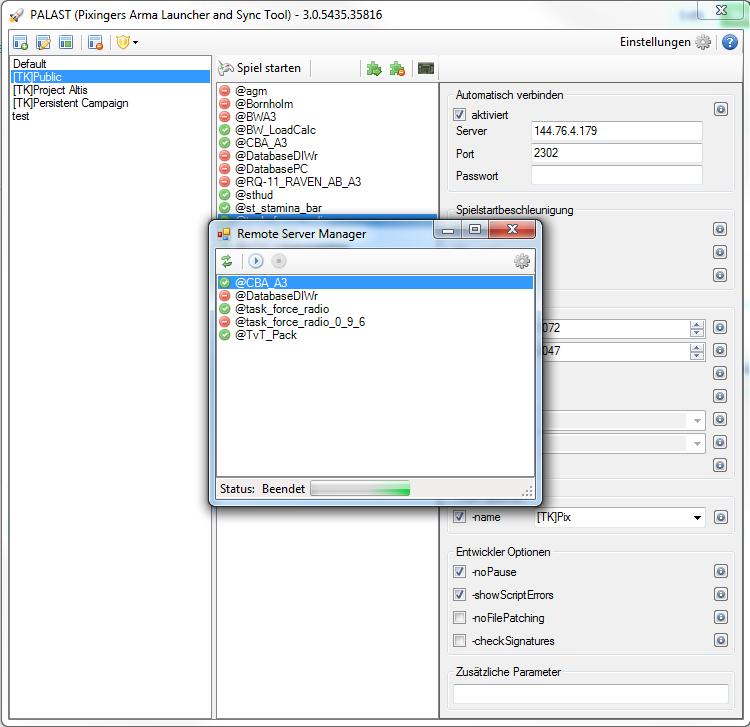 PALAST (Pixingers Arma Launcher and Sync Tool) - 3.0.5435.35816
Einstellungen
Default
[TK]Public
[TK]Project Altis
[TK]Persistent Campaign
test
Spiel starten
@agm
@Bornholm
@BWA3
@BW_LoadCalc
@CBA_A3
@DatabaseDIWr
@DatabasePC
@RQ-11_RAVEN_AB_A3
@sthud
@st_stamina_bar
Automatisch verbinden
aktiviert
Server 144.76.4.179
Port 2302
Passwort
Spielstartbeschleunigung
Remote Server Manager
@CBA_A3
@DatabaseDIWr
@task_force_radio
@task_force_radio_0_9_6
@TvT_Pack
Status: Beendet
072
047
-name [TK]Pix
Entwickler Optionen
-noPause
-showScriptErrors
-noFilePatching
-checkSignatures
Zusätzliche Parameter